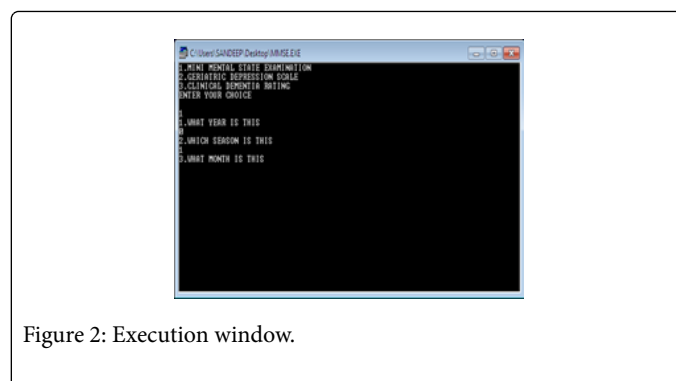 C:\Users\SANDEEP\Desktop\MMSE.EXE
1.MINI MENTAL STATE EXAMINATION
2.GERIATRIC DEPRESSION SCALE
3.CLINICAL DEMENTIA RATING
ENTER YOUR CHOICE
1
1.WHAT YEAR IS THIS
0
2.WHICH SEASON IS THIS
1
3.WHAT MONTH IS THIS
Figure 2: Execution window.